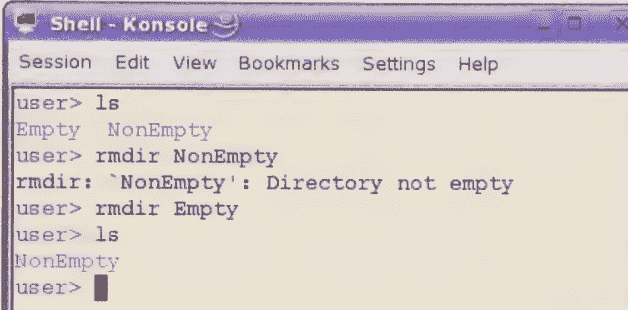 Shell - Konsole
Session Edit View Bookmarks Settings Help
user> ls
Empty NonEmpty
user> rmdir NonEmpty
rmdir: `NonEmpty': Directory not empty
user> rmdir Empty
user> ls
NonEmpty
user>